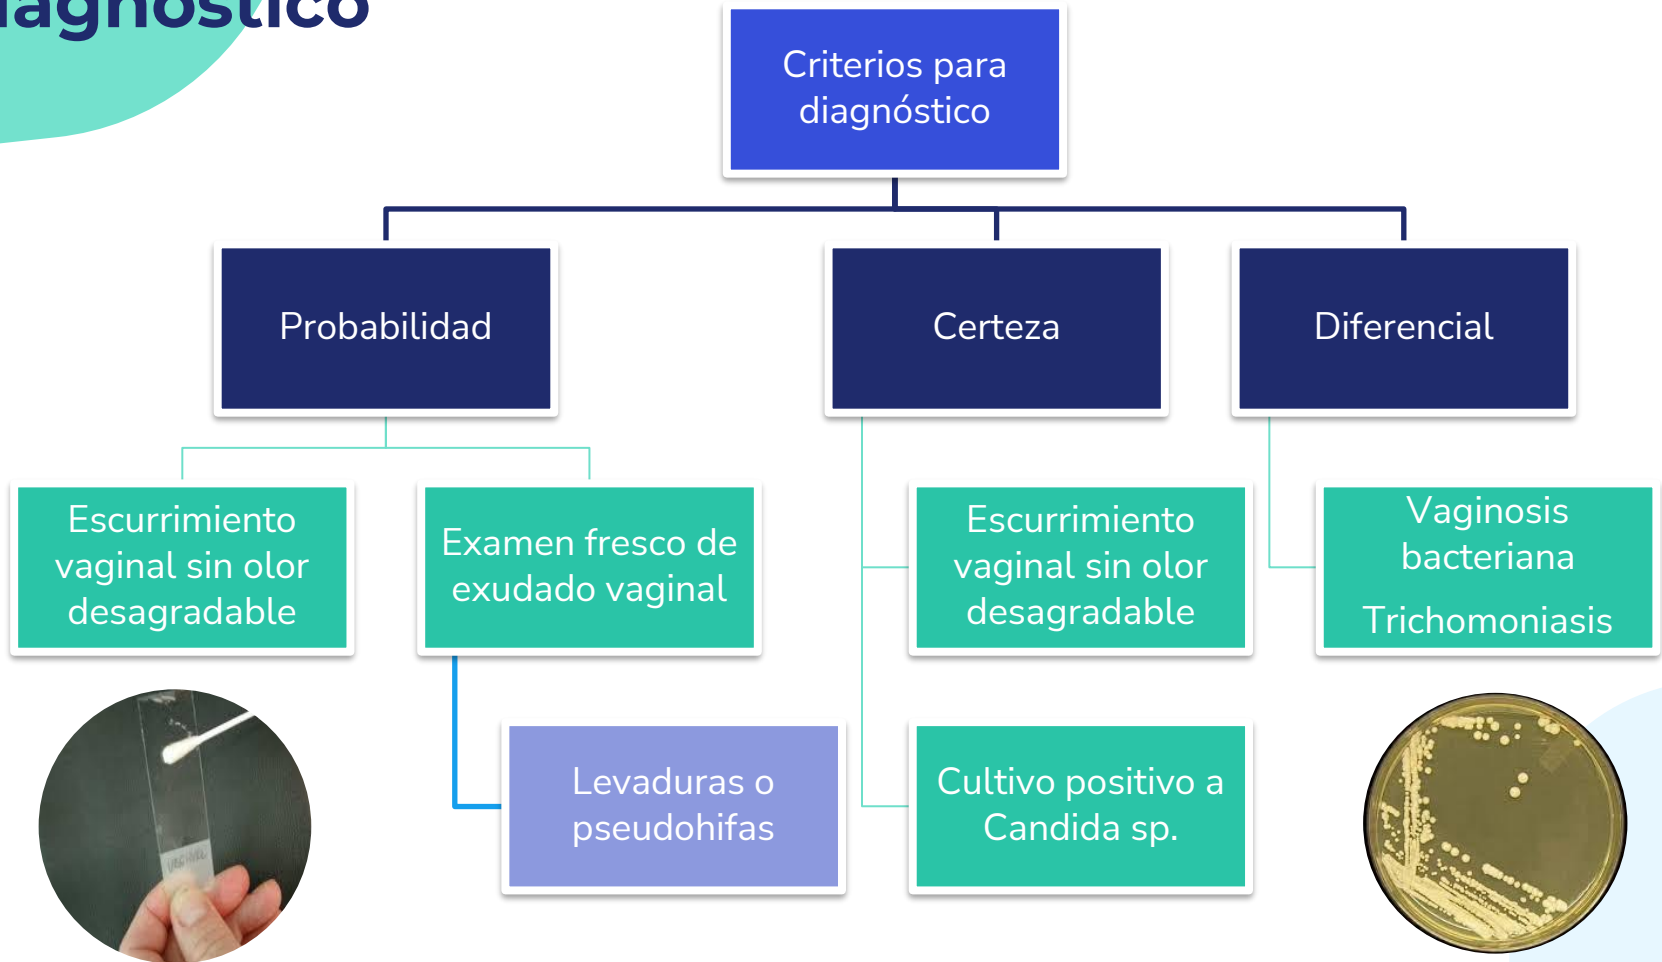 diagnóstico
Criterios para
diagnóstico
Probabilidad
Certeza
Diferencial
Escurrimiento
vaginal sin olor
desagradable
Examen fresco de
exudado vaginal
Escurrimiento
vaginal sin olor
desagradable
Vaginosis
bacteriana
Trichomoniasis
Levaduras o
pseudohifas
Cultivo positivo a
Candida sp.